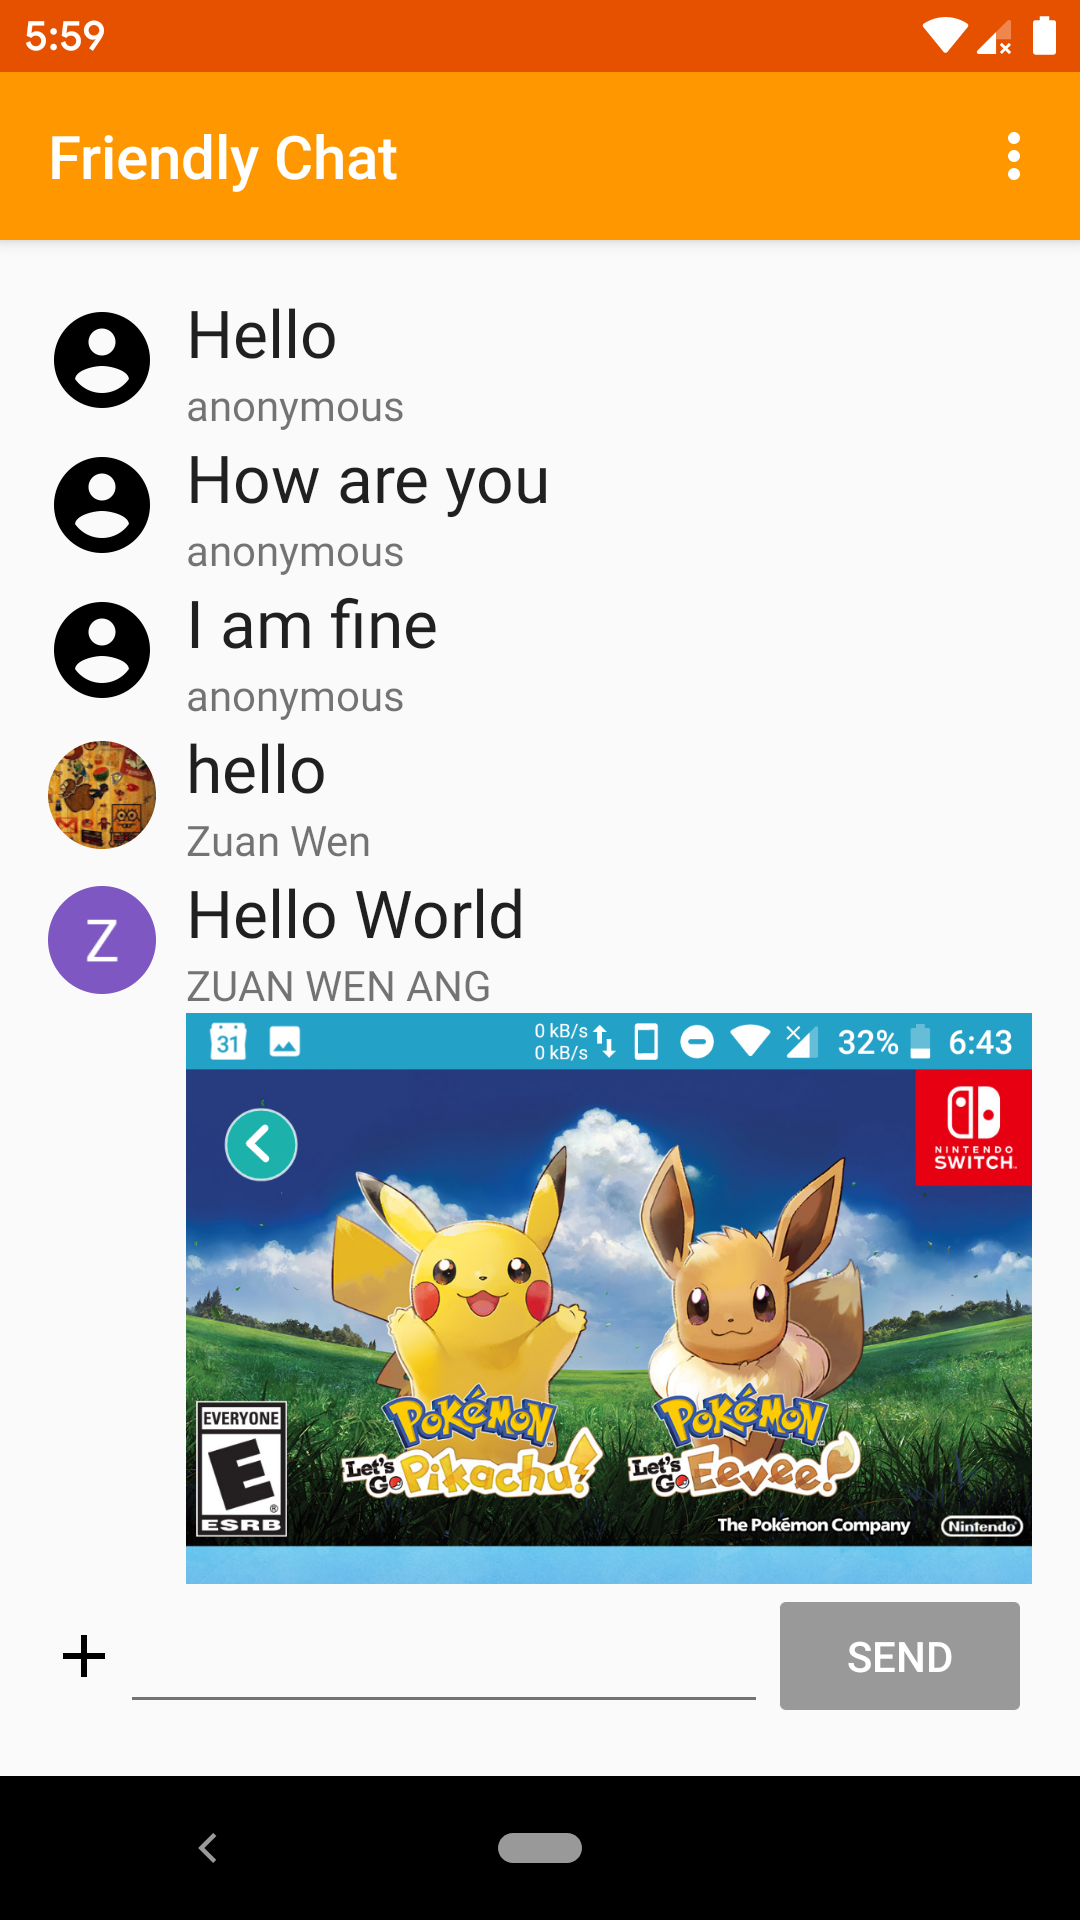 5:59
Friendly Chat
Hello
anonymous
How are you
anonymous
I am fine
anonymous
hello
Zuan Wen
Z
Hello World
ZUAN WEN ANG
31
0 kB/s
0 kB/s
32%
6:43
NINTENDO
SWITCH
POKéMON
Let's
Go
Pikachu!
POKéMON
Let's
Go
Eevee!
EVERYONE
E
ESRB
The Pokémon Company
Nintendo
SEND